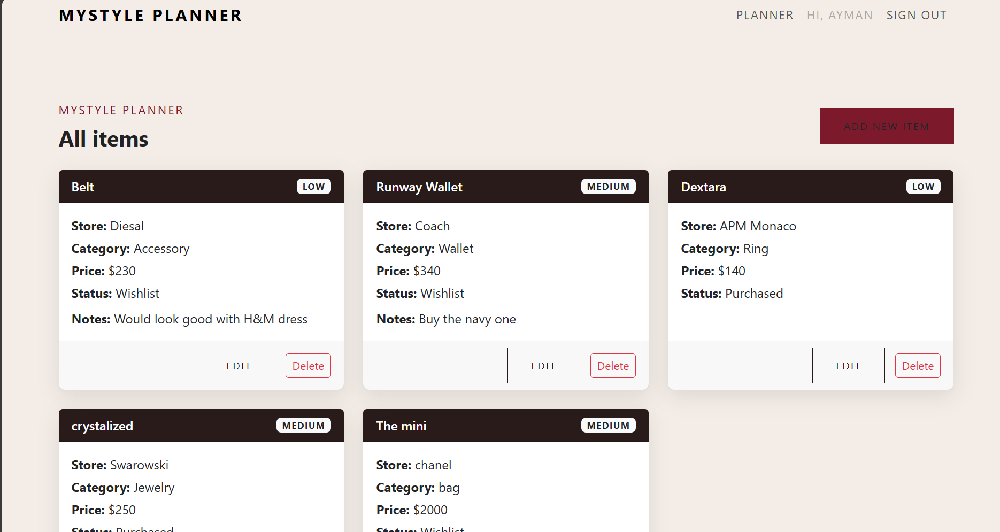 MYSTYLE PLANNER
PLANNER HI, AYMAN SIGN OUT
MYSTYLE PLANNER
All items
ADD NEW ITEM
Belt LOW
Store: Diesal
Category: Accessory
Price: $230
Status: Wishlist
Notes: Would look good with H&M dress
EDIT Delete
Runway Wallet MEDIUM
Store: Coach
Category: Wallet
Price: $340
Status: Wishlist
Notes: Buy the navy one
EDIT Delete
Dextara LOW
Store: APM Monaco
Category: Ring
Price: $140
Status: Purchased
EDIT Delete
crystalized MEDIUM
Store: Swarowski
Category: Jewelry
Price: $250
Status: Purchased
The mini MEDIUM
Store: chanel
Category: bag
Price: $2000
Status: Wishlist